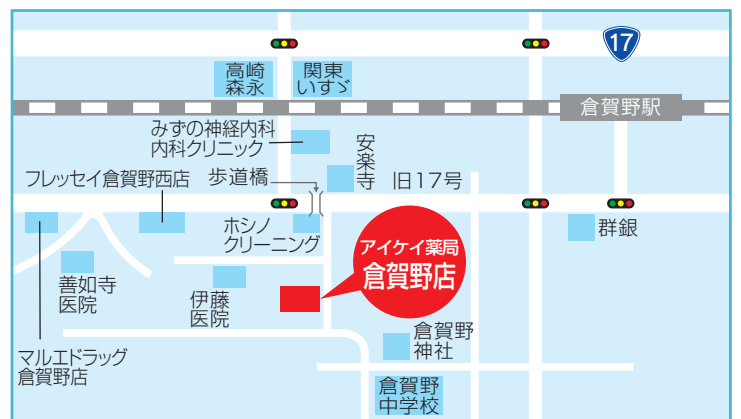 17
高崎
森永
関東
いすゞ
倉賀野駅
みずの神経内科
内科クリニック
安楽寺
フレッセイ倉賀野西店
歩道橋
旧17号
ホシノ
クリーニング
群銀
アイケイ薬局
倉賀野店
善如寺
医院
伊藤
医院
倉賀野
神社
マルエドラッグ
倉賀野店
倉賀野
中学校